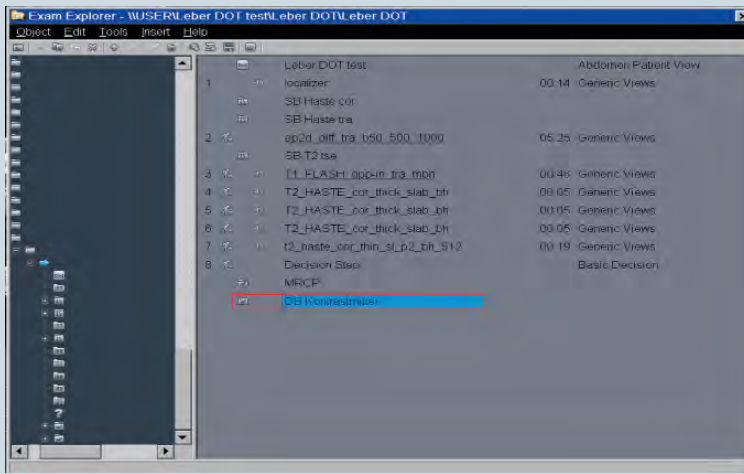 Exam Explorer - \\USER\Leber DOT test\Leber DOT\Leber DOT
Object Edit Tools Insert Help
Leber DOT test Abdomen Patient View
1 localizer 00:14 Generic Views
SB Haste cor
SB Haste tra
2 ep2d_diff_tra_b50_500_1000 05:25 Generic Views
SB T2 tse
3 T1_FLASH_opp-in_tra_mbh 00:46 Generic Views
4 T2_HASTE_cor_thick_slab_bh 00:05 Generic Views
5 T2_HASTE_cor_thick_slab_bh 00:05 Generic Views
6 T2_HASTE_cor_thick_slab_bh 00:05 Generic Views
7 t2_haste_cor_thin_sl_p2_bh_512 00:19 Generic Views
8 Decision Step Basic Decision
MRCP
DB Kontrastmittel
?